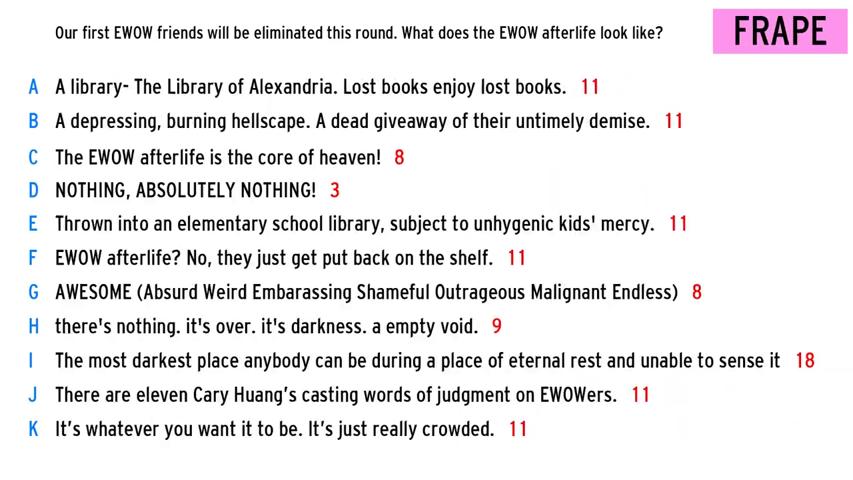 Our first EWOW friends will be eliminated this round. What does the EWOW afterlife look like?
FRAPE
A A library- The Library of Alexandria. Lost books enjoy lost books. 11
B A depressing, burning hellscape. A dead giveaway of their untimely demise. 11
C The EWOW afterlife is the core of heaven! 8
D NOTHING, ABSOLUTELY NOTHING! 3
E Thrown into an elementary school library, subject to unhygenic kids' mercy. 11
F EWOW afterlife? No, they just get put back on the shelf. 11
G AWESOME (Absurd Weird Embarassing Shameful Outrageous Malignant Endless) 8
H there's nothing. it's over. it's darkness. a empty void. 9
I The most darkest place anybody can be during a place of eternal rest and unable to sense it 18
J There are eleven Cary Huang’s casting words of judgment on EWOWers. 11
K It’s whatever you want it to be. It’s just really crowded. 11